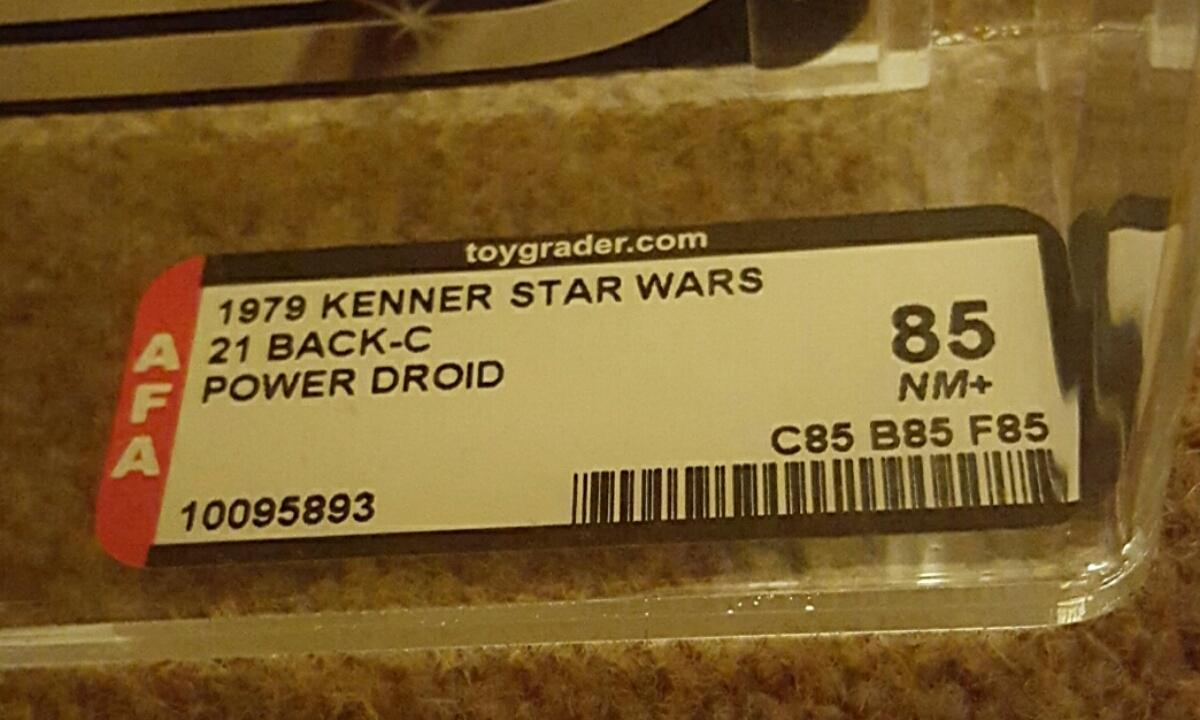 toygrader.com
AFA
1979 KENNER STAR WARS
21 BACK-C
POWER DROID
85
NM+
C85 B85 F85
10095893